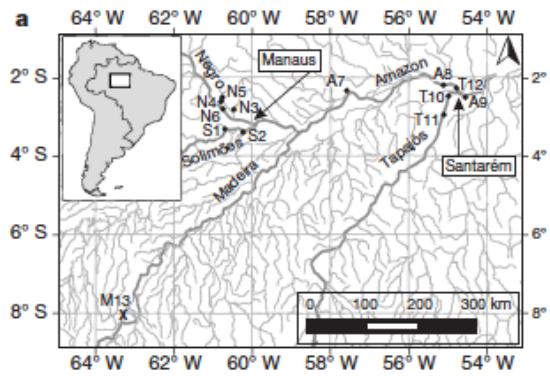 a
64° W 62° W 60° W 58° W 56° W 54° W
2° S
4° S
6° S
8° S
2° S
4° S
6° S
8° S
Negro
Manaus
Amazon
A7
A8
T12
T10
A9
T11
N5
N4
N3
N6
S1
S2
Solimões
Madeira
Tapajós
Santarém
M13
X
0 100 200 300 km
64° W 62° W 60° W 58° W 56° W 54° W